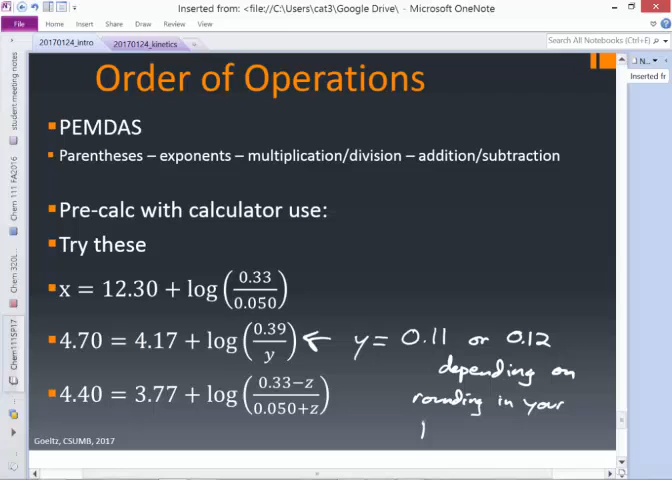 Inserted from: <file://C:\Users\cat3\Google Drive\ - Microsoft OneNote
File Home Insert Draw History Review View
20170124_intro 20170124_kinetics Search All Notebooks (Ctrl+E)
N...
Inserted fr
student meeting notes
Chem 111 FA2016
Chem 320L
Chem111SP17
Order of Operations
PEMDAS
Parentheses – exponents – multiplication/division – addition/subtraction
Pre-calc with calculator use:
Try these
x = 12.30 + log (0.33/0.050)
4.70 = 4.17 + log (0.39/y) ← y = 0.11 or 0.12
depending on
4.40 = 3.77 + log (0.33−z/0.050+z)
rounding in your
Goeltz, CSUMB, 2017